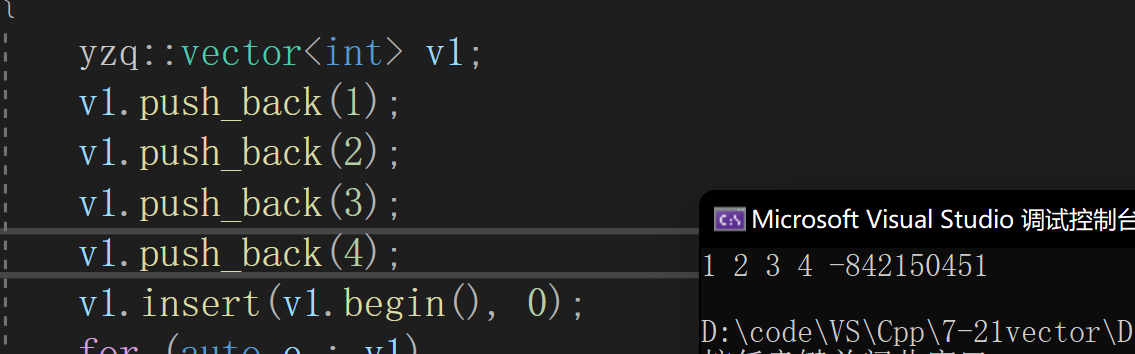 {
yzq::vector<int> v1;
v1.push_back(1);
v1.push_back(2);
v1.push_back(3);
v1.push_back(4);
v1.insert(v1.begin(), 0);
for (auto e : v1)
Microsoft Visual Studio 调试控制台
1 2 3 4 -842150451
D:\code\VS\Cpp\7-21vector\D